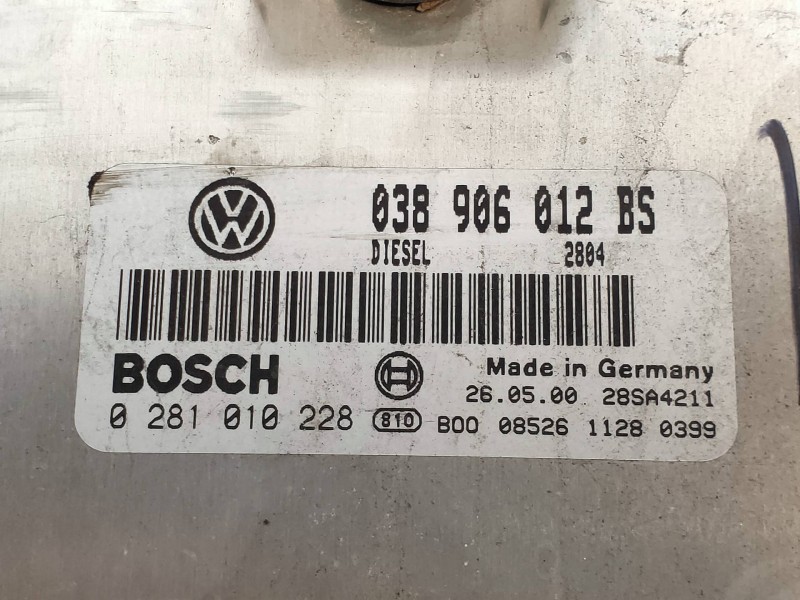 038 906 012 BS
DIESEL 2804
BOSCH
Made in Germany
26.05.00 28SA4211
0 281 010 228 810 B00 08526 1128 0399